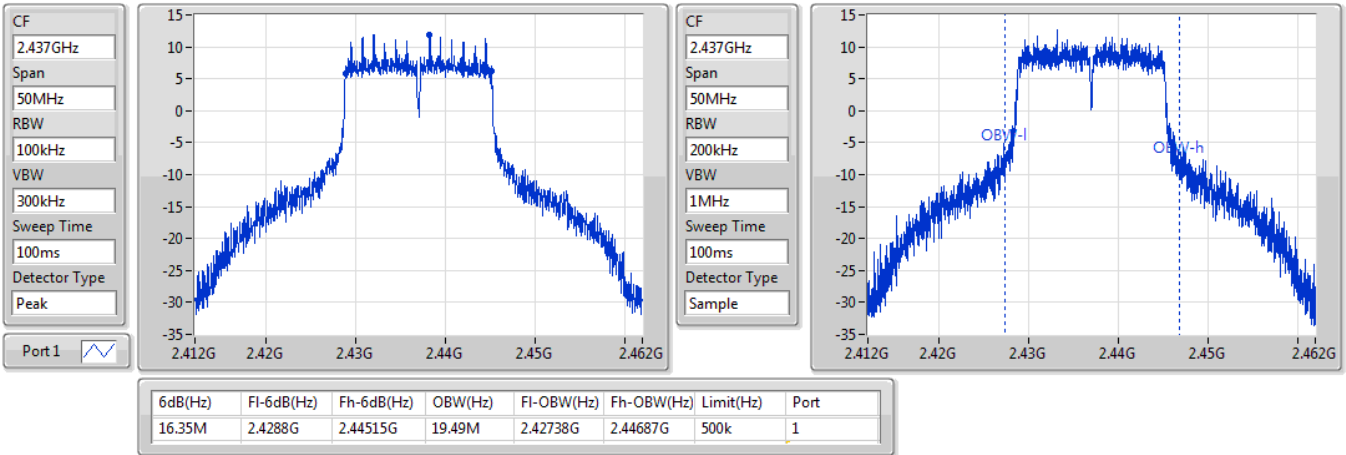 CF
2.437GHz
Span
50MHz
RBW
100kHz
VBW
300kHz
Sweep Time
100ms
Detector Type
Peak
Port 1
15
10
5
0
-5
-10
-15
-20
-25
-30
-35
2.412G 2.42G 2.43G 2.44G 2.45G 2.462G
CF
2.437GHz
Span
50MHz
RBW
200kHz
VBW
1MHz
Sweep Time
100ms
Detector Type
Sample
15
10
5
0
-5
-10
-15
-20
-25
-30
-35
OBW-l
OBW-h
2.412G 2.42G 2.43G 2.44G 2.45G 2.462G
6dB(Hz) Fl-6dB(Hz) Fh-6dB(Hz) OBW(Hz) Fl-OBW(Hz) Fh-OBW(Hz) Limit(Hz) Port
16.35M 2.4288G 2.44515G 19.49M 2.42738G 2.44687G 500k 1